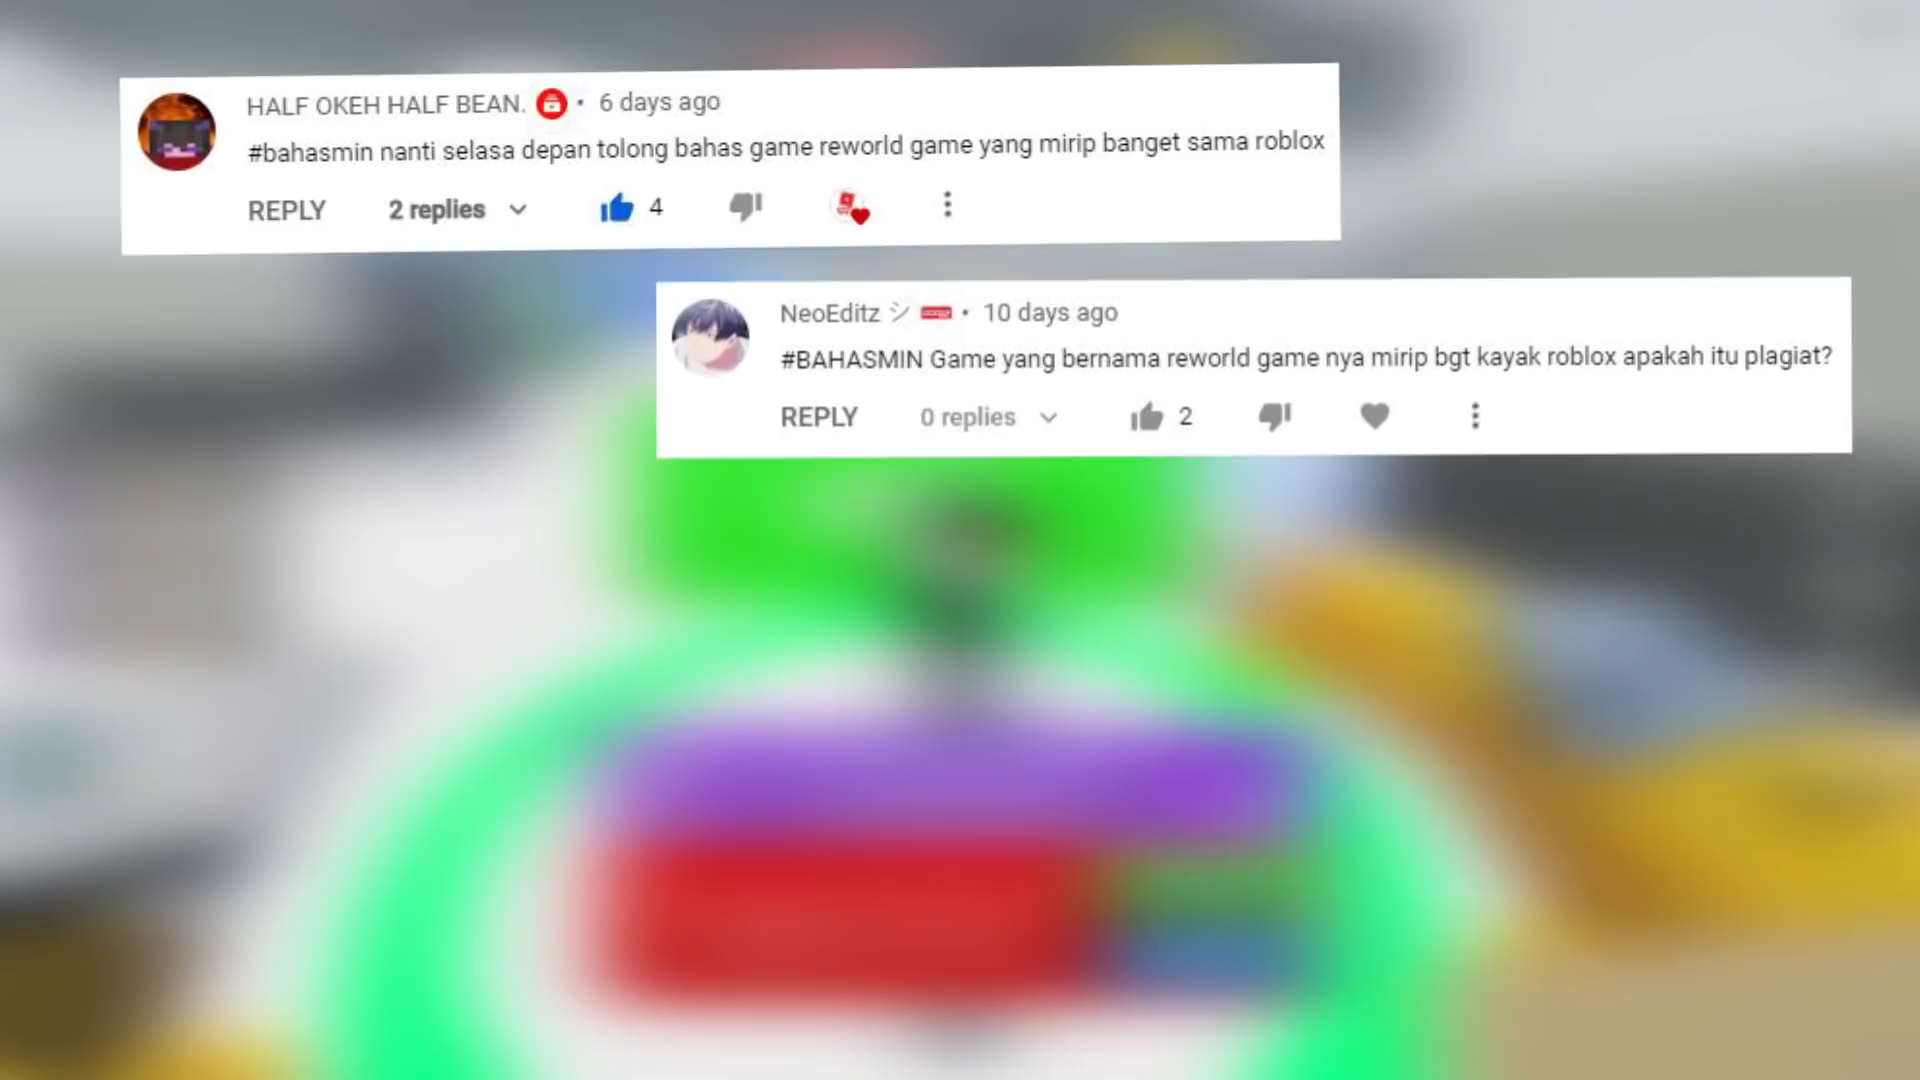 HALF OKEH HALF BEAN. • 6 days ago
#bahasmin nanti selasa depan tolong bahas game reworld game yang mirip banget sama roblox
REPLY 2 replies 4
NeoEditz シ • 10 days ago
#BAHASMIN Game yang bernama reworld game nya mirip bgt kayak roblox apakah itu plagiat?
REPLY 0 replies 2